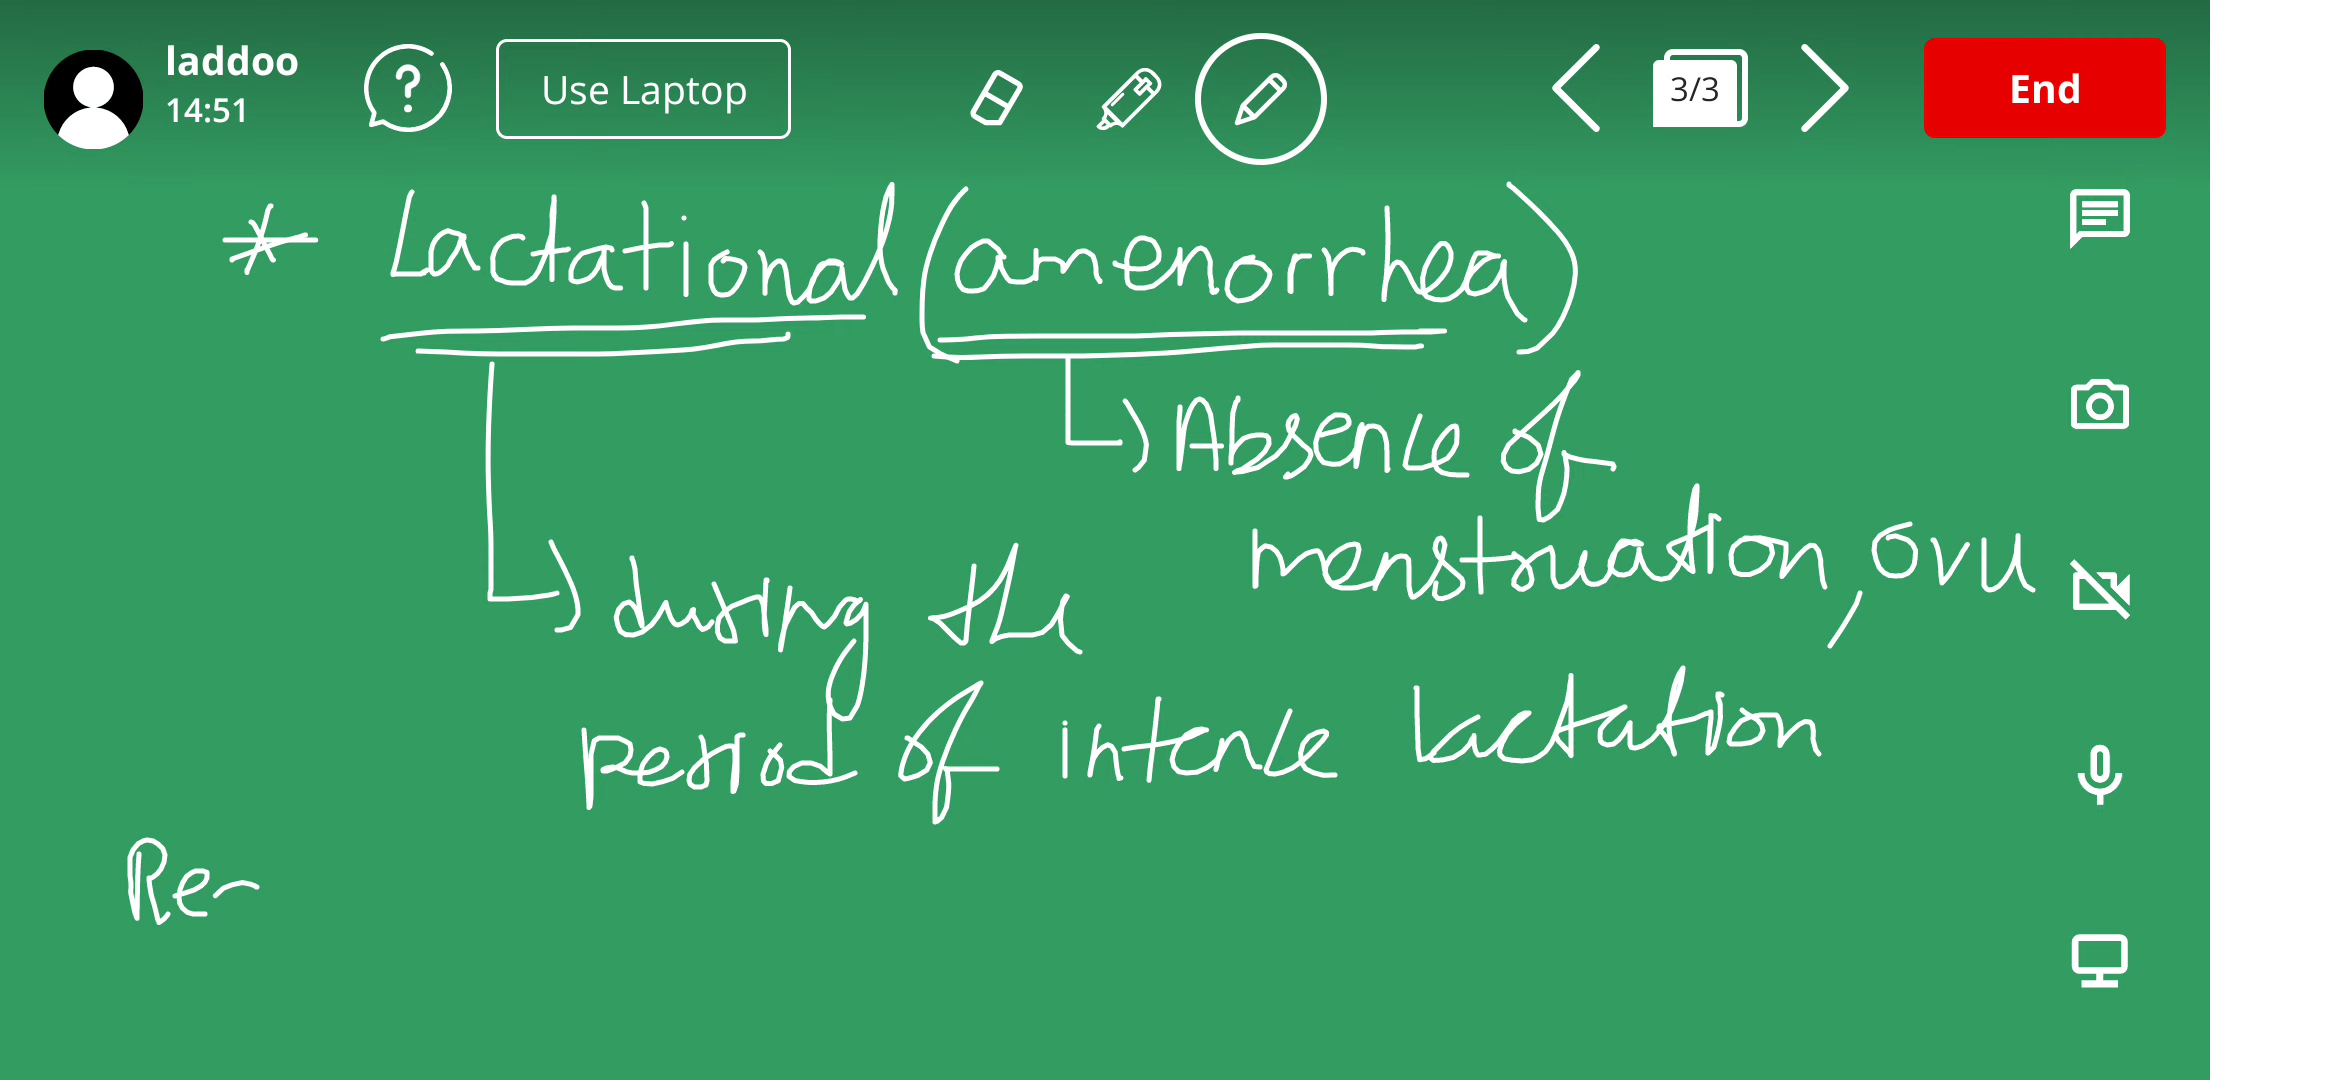 laddoo
14:51
Use Laptop
3/3
End
* Lactational (amenorrhea)
Absence of
menstruation, ovu
during the
period of intense lactation
Re